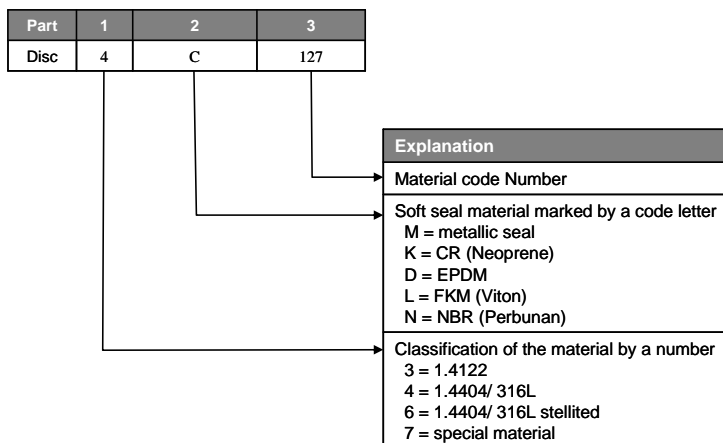 Part 1 2 3
Disc 4 C 127
Explanation
Material code Number
Soft seal material marked by a code letter
M = metallic seal
K = CR (Neoprene)
D = EPDM
L = FKM (Viton)
N = NBR (Perbunan)
Classification of the material by a number
3 = 1.4122
4 = 1.4404/ 316L
6 = 1.4404/ 316L stellited
7 = special material